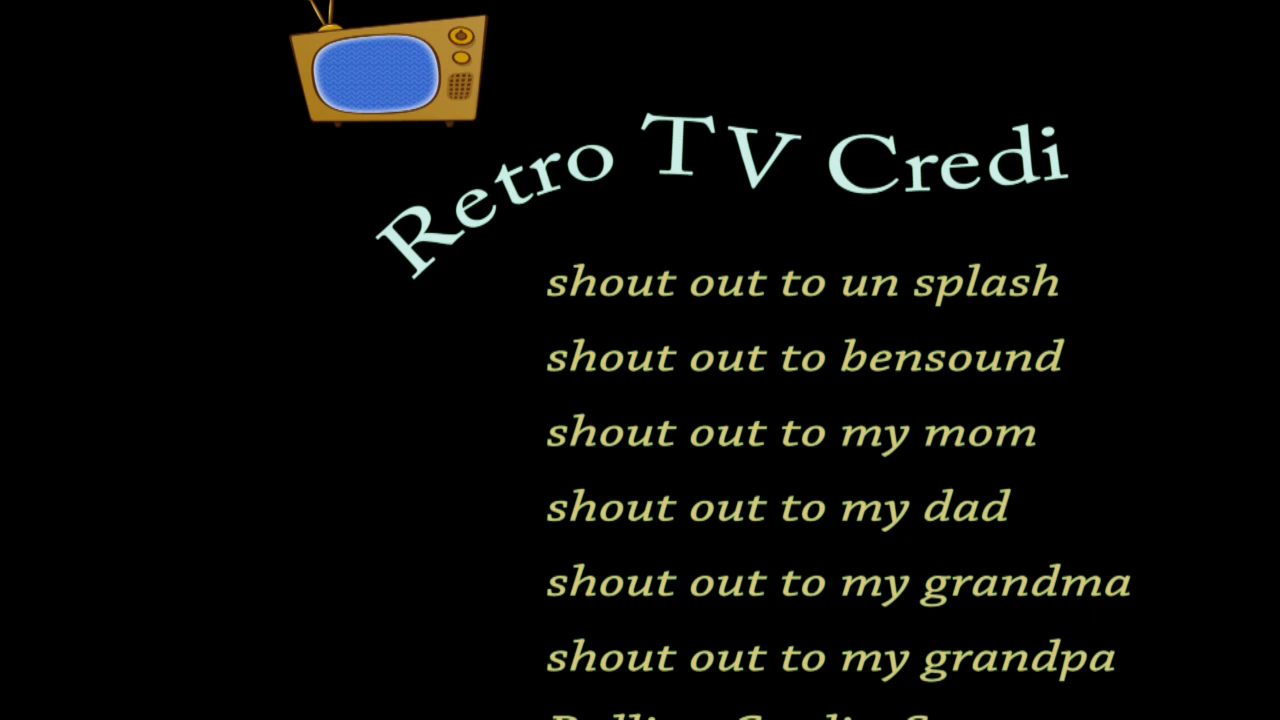 Retro TV Credi
shout out to un splash
shout out to bensound
shout out to my mom
shout out to my dad
shout out to my grandma
shout out to my grandpa